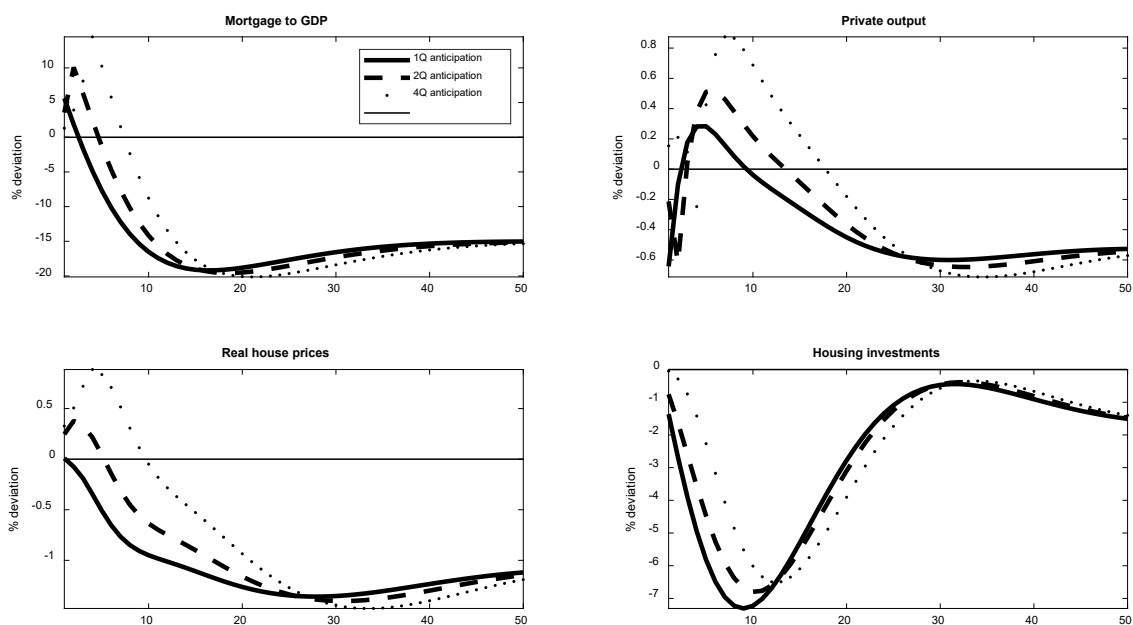 Mortgage to GDP
10
5
0
-5
-10
-15
-20
% deviation
1Q anticipation
2Q anticipation
4Q anticipation
10 20 30 40 50
Private output
0.8
0.6
0.4
0.2
0
-0.2
-0.4
-0.6
% deviation
10 20 30 40 50
Real house prices
0.5
0
-0.5
-1
% deviation
10 20 30 40 50
Housing investments
0
-1
-2
-3
-4
-5
-6
-7
% deviation
10 20 30 40 50